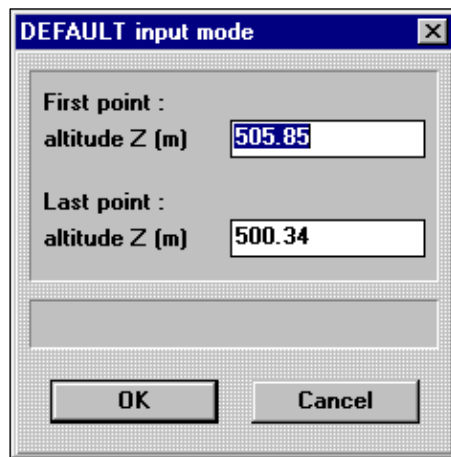 DEFAULT input mode
First point :
altitude Z (m) 505.85
Last point :
altitude Z (m) 500.34
OK Cancel